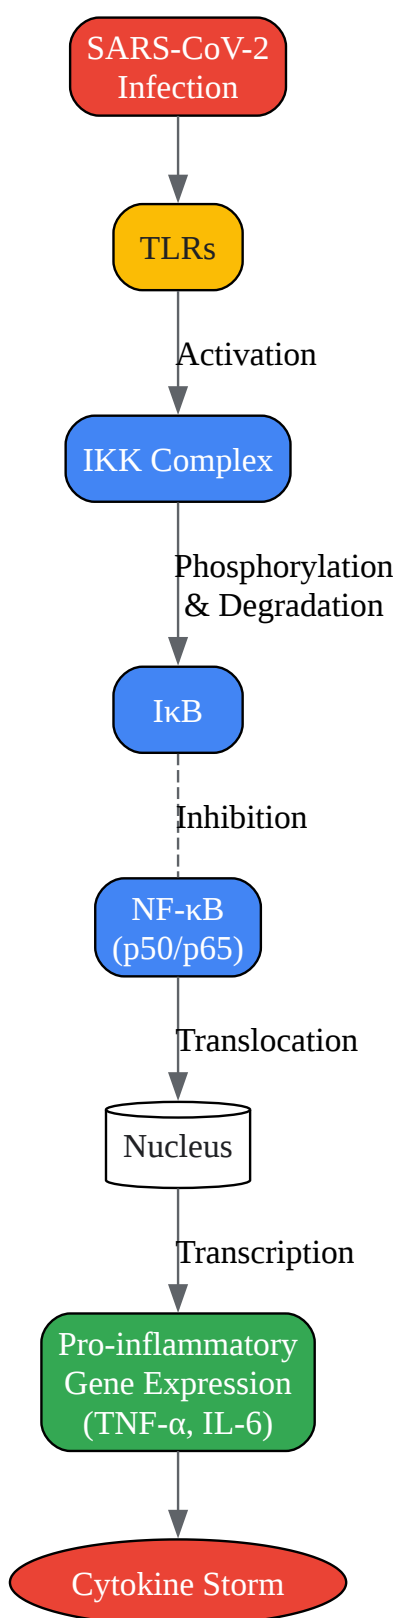 SARS-CoV-2
Infection
TLRs
Activation
IKK Complex
Phosphorylation
& Degradation
IκB
Inhibition
NF-κB
(p50/p65)
Translocation
Nucleus
Transcription
Pro-inflammatory
Gene Expression
(TNF-α, IL-6)
Cytokine Storm